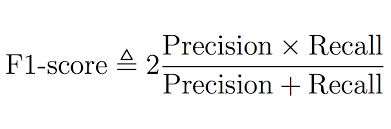 F1-score ≜ 2 Precision × Recall / Precision + Recall